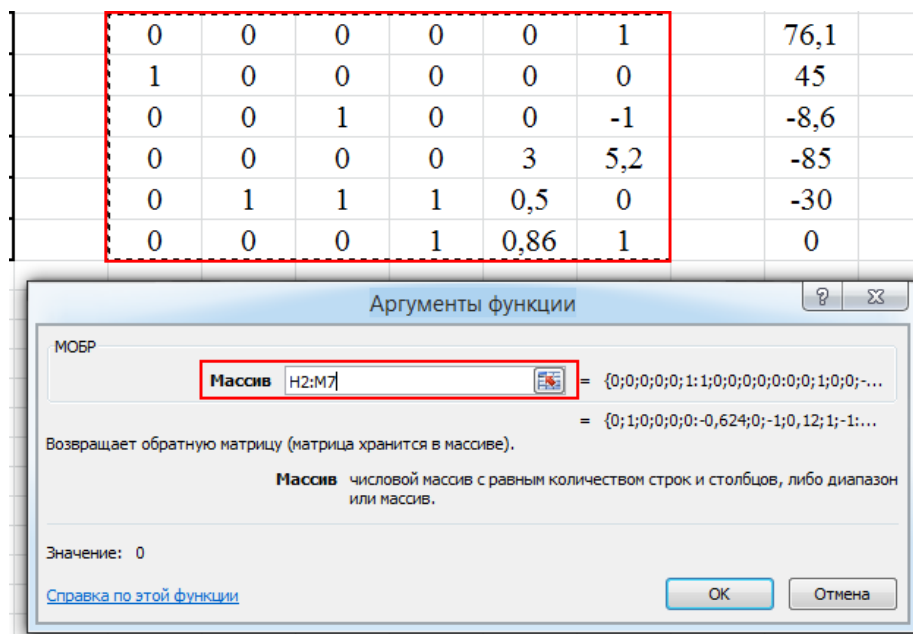 0 0 0 0 0 1 76,1
1 0 0 0 0 0 45
0 0 1 0 0 -1 -8,6
0 0 0 0 3 5,2 -85
0 1 1 1 0,5 0 -30
0 0 0 1 0,86 1 0
Аргументы функции
МОБР
Массив H2:M7 = {0;0;0;0;0;1:1;0;0;0;0;0:0;0;1;0;0;-...
= {0;1;0;0;0;0:-0,624;0;-1;0,12;1;-1:...
Возвращает обратную матрицу (матрица хранится в массиве).
Массив числовой массив с равным количеством строк и столбцов, либо диапазон
или массив.
Значение: 0
Справка по этой функции
ОК Отмена